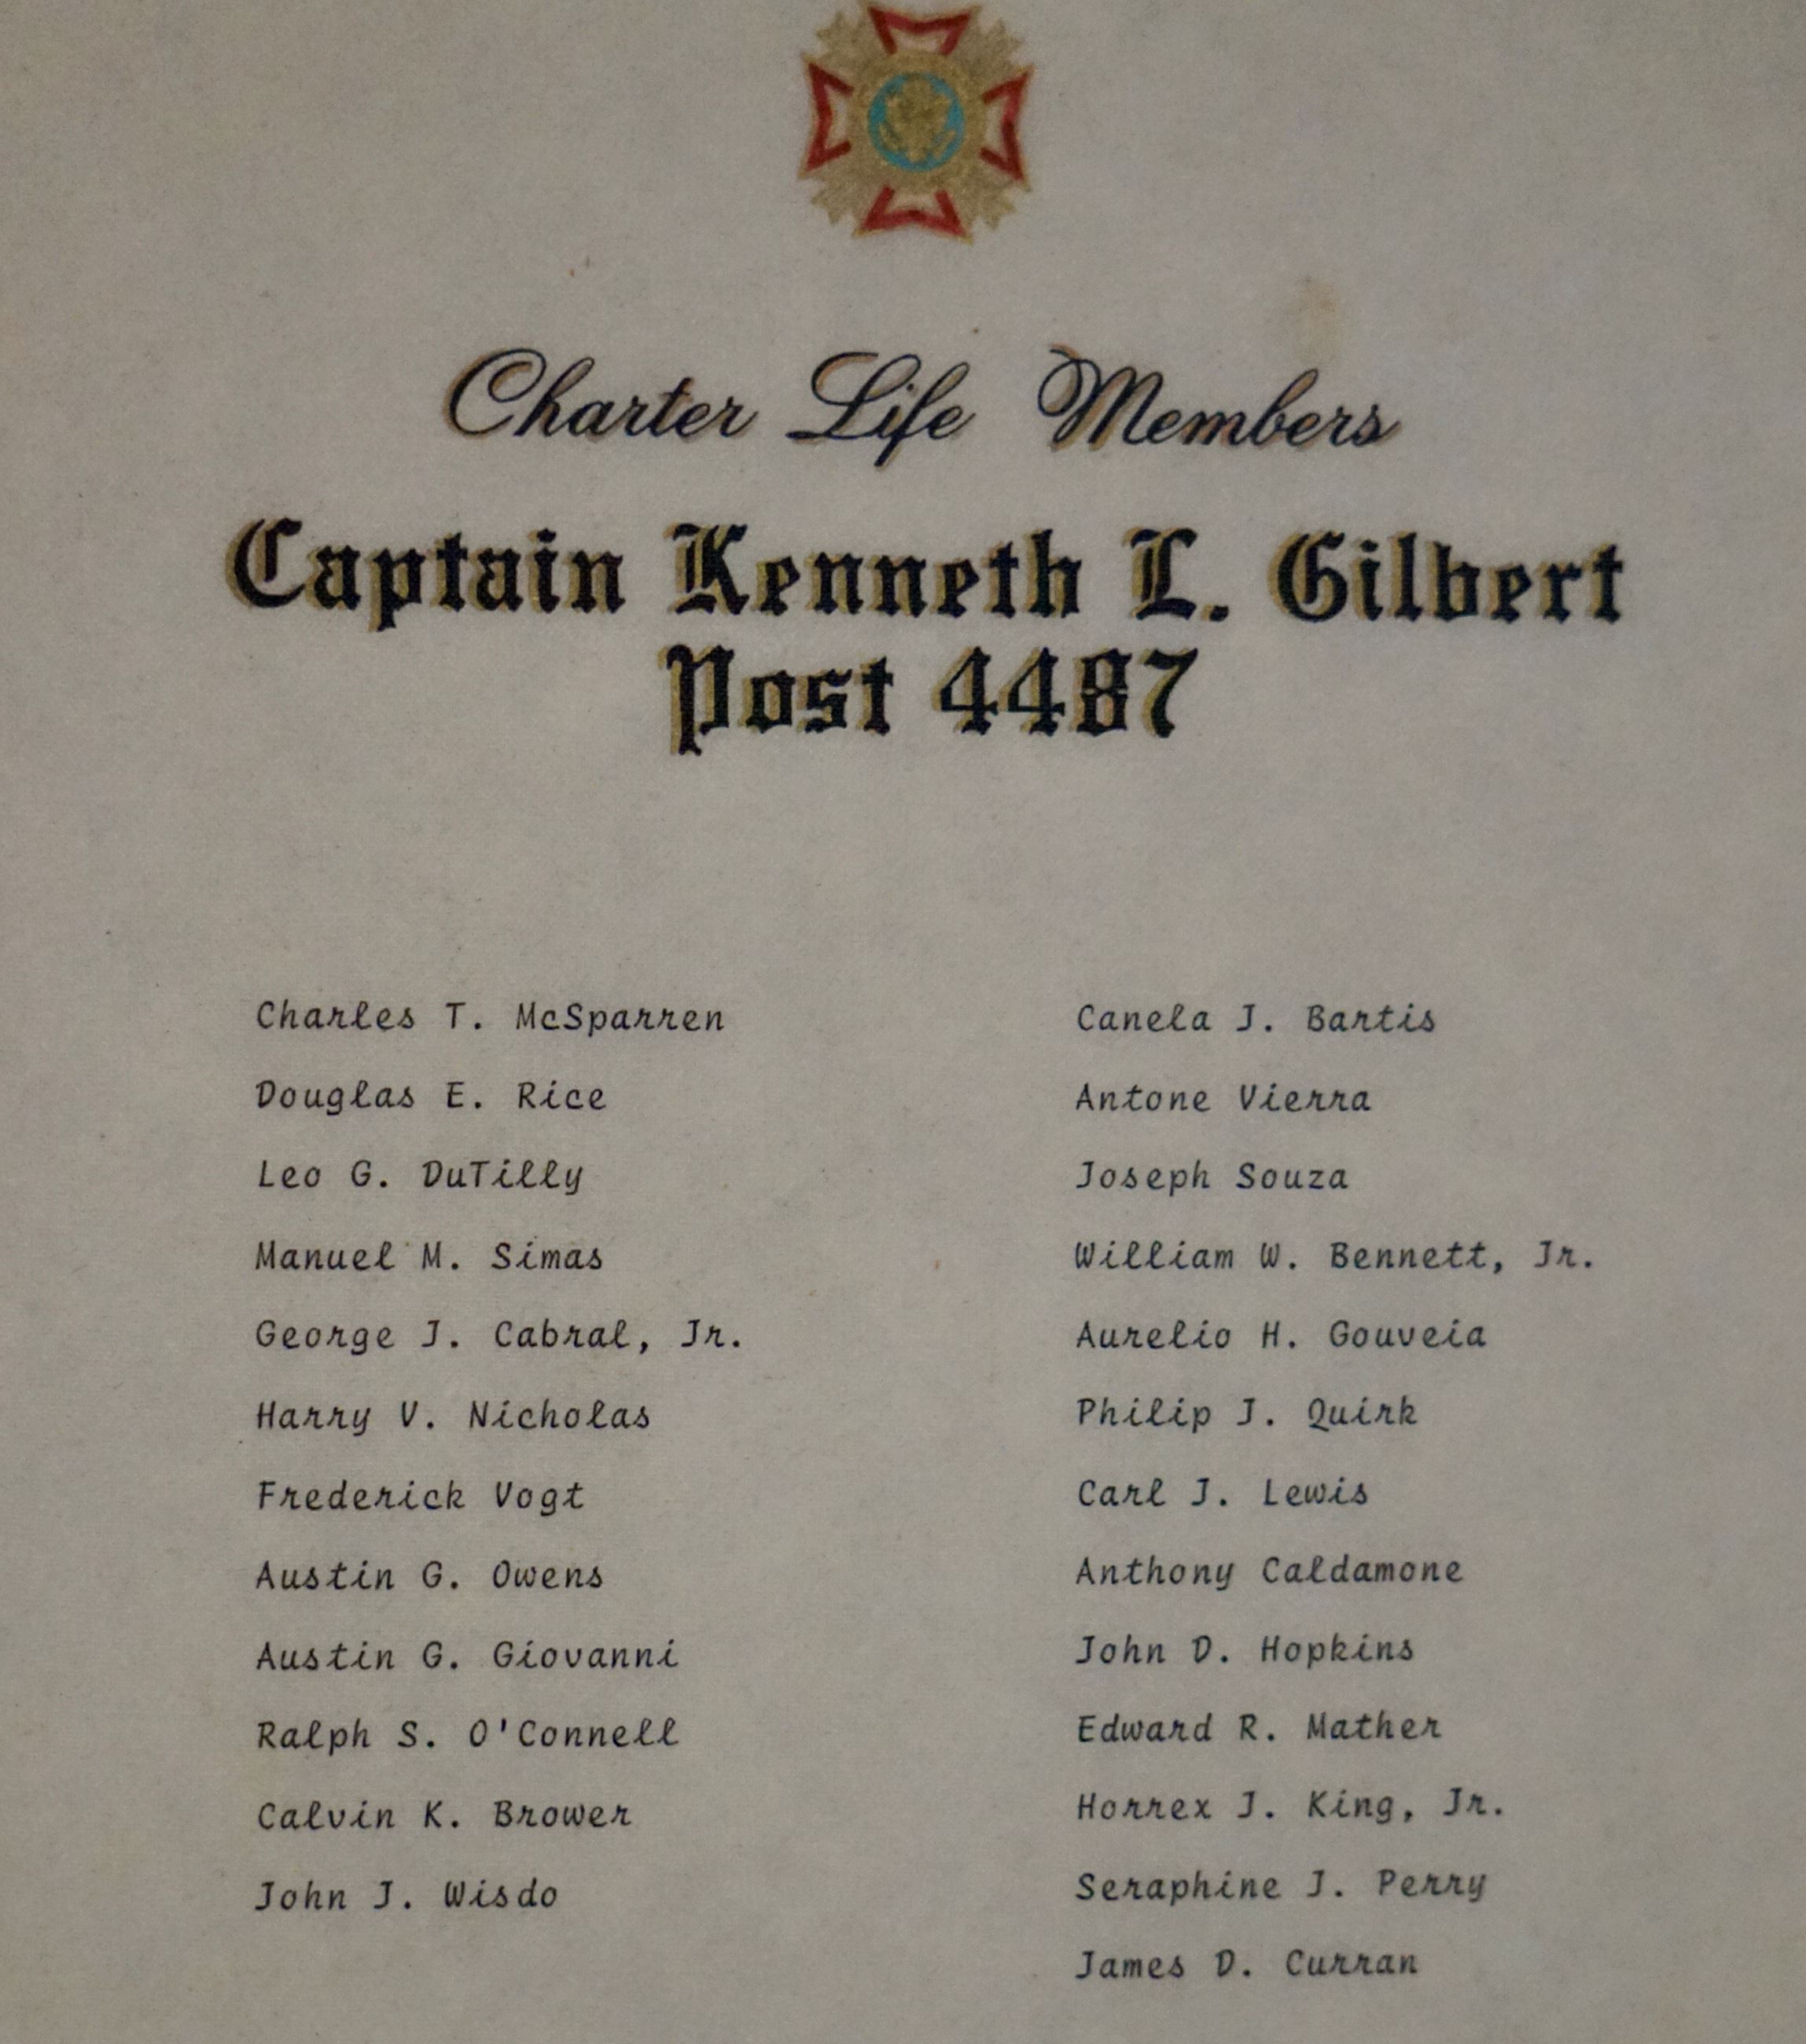 Charter Life Members
Captain Kenneth L. Gilbert
Post 4487
Charles T. McSparren
Douglas E. Rice
Leo G. DuTilly
Manuel M. Simas
George J. Cabral, Jr.
Harry V. Nicholas
Frederick Vogt
Austin G. Owens
Austin G. Giovanni
Ralph S. O'Connell
Calvin K. Brower
John J. Wisdo
Canela J. Bartis
Antone Vierra
Joseph Souza
William W. Bennett, Jr.
Aurelio H. Gouveia
Philip J. Quirk
Carl J. Lewis
Anthony Caldamone
John D. Hopkins
Edward R. Mather
Horrex J. King, Jr.
Seraphine J. Perry
James D. Curran